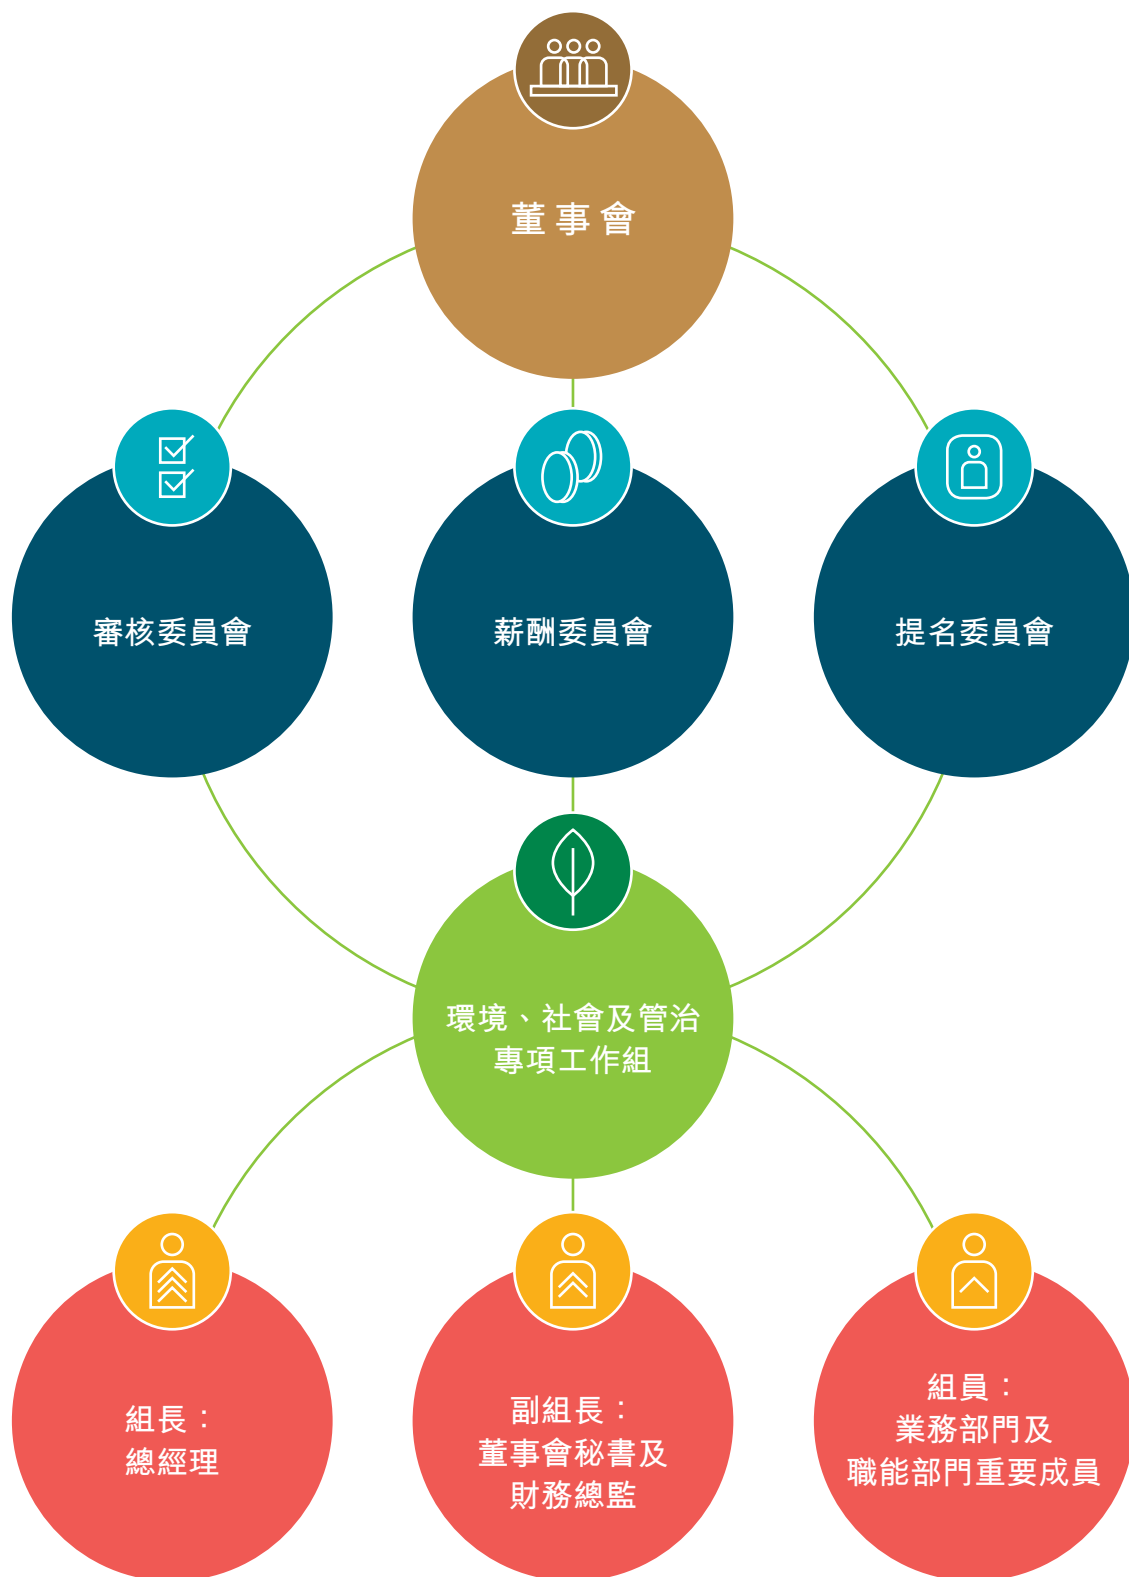 董事會
審核委員會
薪酬委員會
提名委員會
環境、社會及管治
專項工作組
組長：
總經理
副組長：
董事會秘書及
財務總監
組員：
業務部門及
職能部門重要成員